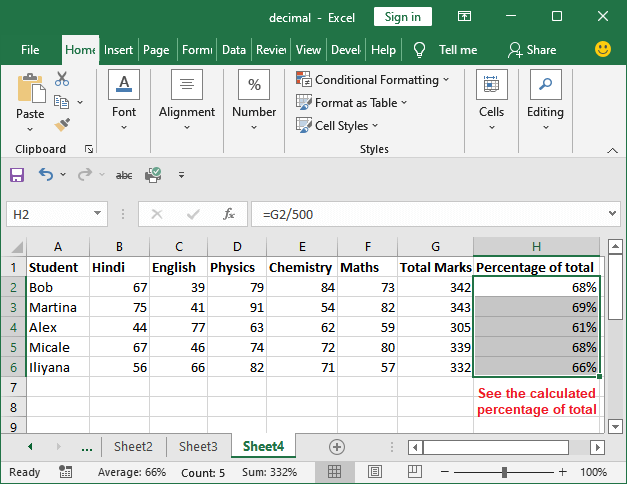 decimal - Excel Sign in
File Home Insert Page Formu Data Review View Devel Help Tell me Share
Paste Font Alignment Number Conditional Formatting Format as Table Cell Styles Cells Editing
Clipboard Styles
abc
H2 fx =G2/500
A B C D E F G H
1 Student Hindi English Physics Chemistry Maths Total Marks Percentage of total
2 Bob 67 39 79 84 73 342 68%
3 Martina 75 41 91 54 82 343 69%
4 Alex 44 77 63 62 59 305 61%
5 Micale 67 46 74 72 80 339 68%
6 Iliyana 56 66 82 71 57 332 66%
7 See the calculated
8 percentage of total
9
... Sheet2 Sheet3 Sheet4
Ready Average: 66% Count: 5 Sum: 332% 100%